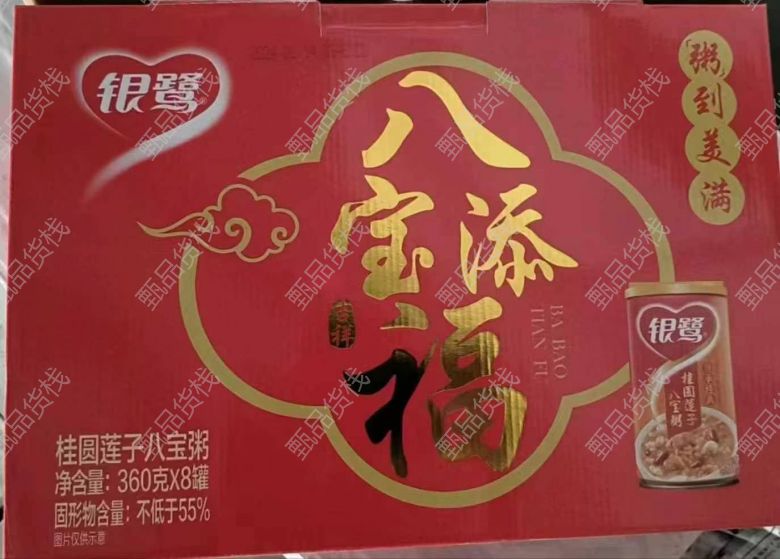 银鹭®
「粥」到美满
八宝添福
吉祥
BA BAO
TIAN FU
银鹭
桂圆莲子
八宝粥
桂圆莲子八宝粥
净含量：360克X8罐
固形物含量：不低于55%
图片仅供示意
甄品货栈